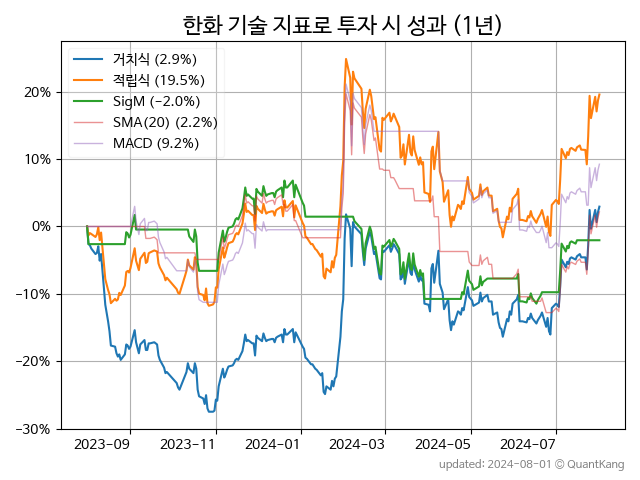 한화 기술 지표로 투자 시 성과 (1년)
거치식 (2.9%)
적립식 (19.5%)
SigM (−2.0%)
SMA(20) (2.2%)
MACD (9.2%)
20%
10%
0%
−10%
−20%
−30%
2023-09 2023-11 2024-01 2024-03 2024-05 2024-07
updated: 2024-08-01 © QuantKang